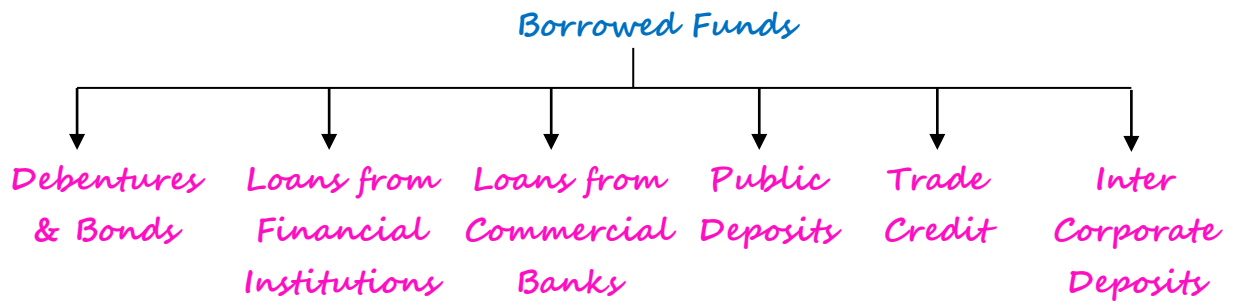 Borrowed Funds
Debentures & Bonds
Loans from Financial Institutions
Loans from Commercial Banks
Public Deposits
Trade Credit
Inter Corporate Deposits